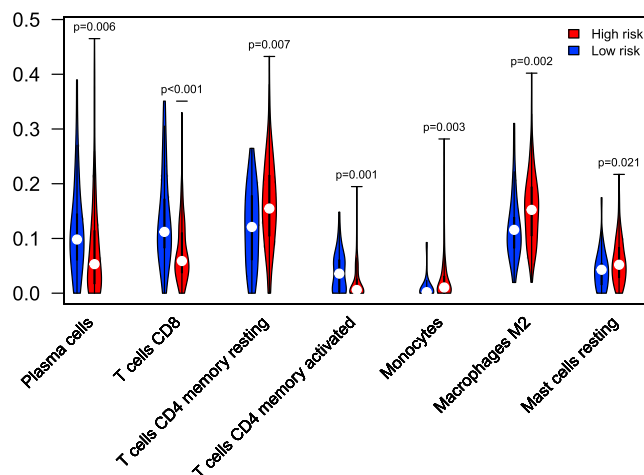 0.5
0.4
0.3
0.2
0.1
0.0
p=0.006
p<0.001
p=0.007
p=0.001
p=0.003
p=0.002
p=0.021
High risk
Low risk
Plasma cells
T cells CD8
T cells CD4 memory resting
T cells CD4 memory activated
Monocytes
Macrophages M2
Mast cells resting